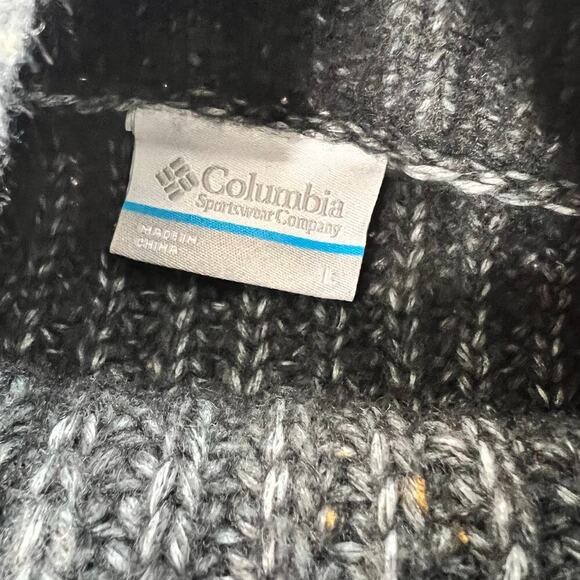 Columbia
Sportswear Company
MADE IN
CHINA
L